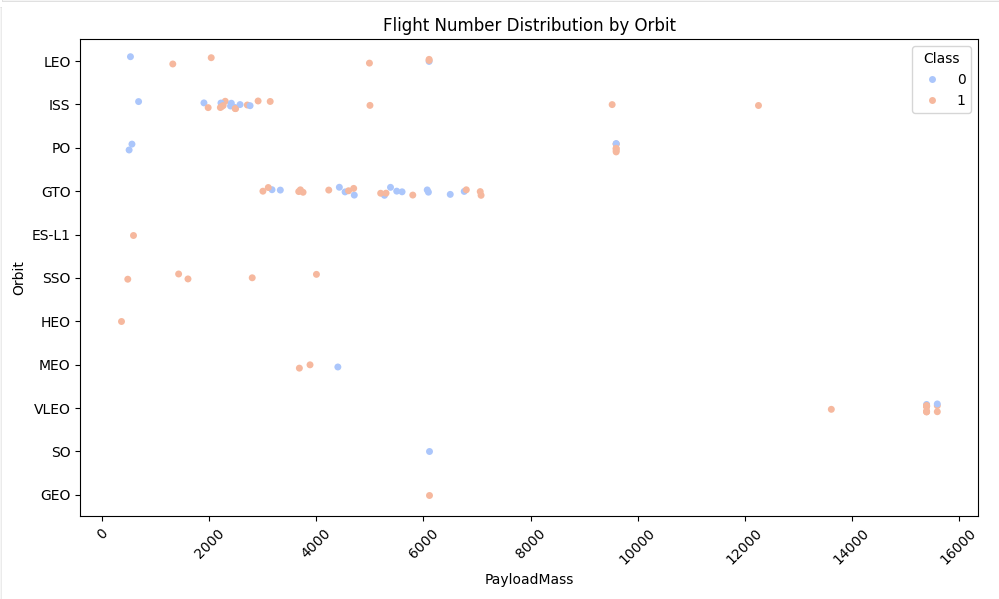 Flight Number Distribution by Orbit
Class
0
1
Orbit
LEO
ISS
PO
GTO
ES-L1
SSO
HEO
MEO
VLEO
SO
GEO
0
2000
4000
6000
8000
10000
12000
14000
16000
PayloadMass